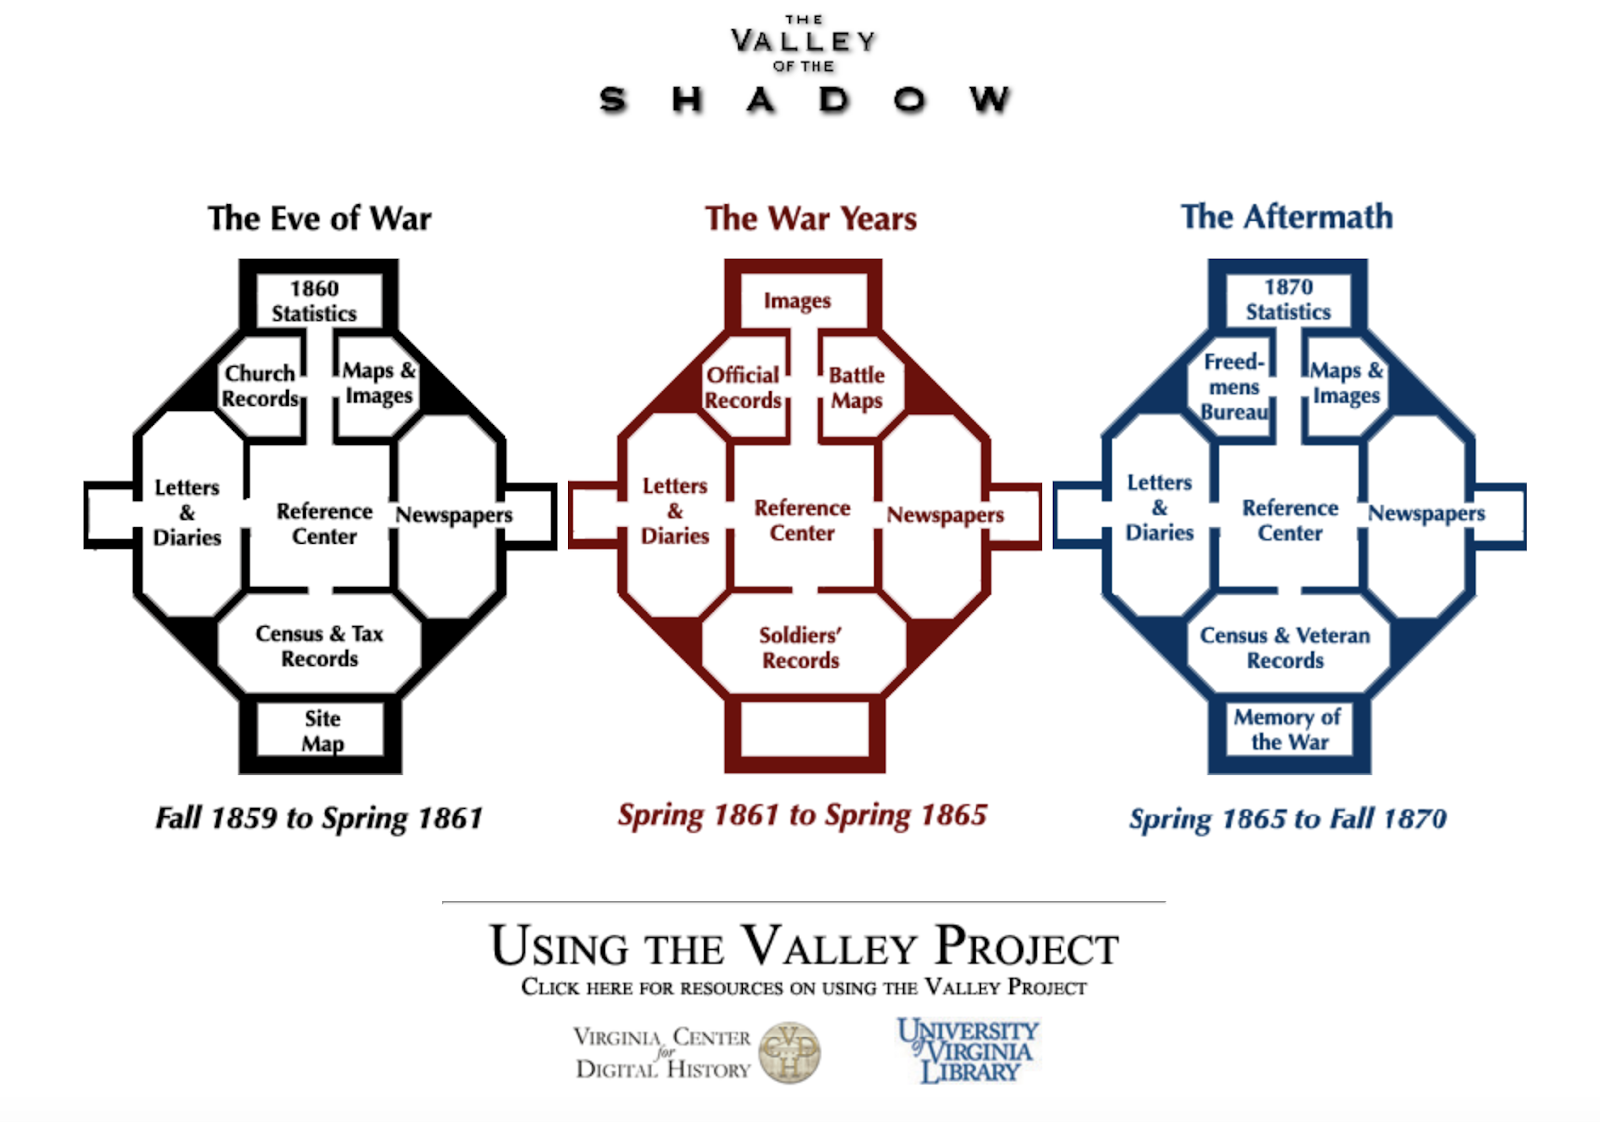 THE
VALLEY
OF THE
SHADOW
The Eve of War
1860
Statistics
Church
Records
Maps &
Images
Letters
&
Diaries
Reference
Center
Newspapers
Census & Tax
Records
Site
Map
Fall 1859 to Spring 1861
The War Years
Images
Official
Records
Battle
Maps
Letters
&
Diaries
Reference
Center
Newspapers
Soldiers’
Records
Spring 1861 to Spring 1865
The Aftermath
1870
Statistics
Freed-
mens
Bureau
Maps &
Images
Letters
&
Diaries
Reference
Center
Newspapers
Census & Veteran
Records
Memory of
the War
Spring 1865 to Fall 1870
USING THE VALLEY PROJECT
CLICK HERE FOR RESOURCES ON USING THE VALLEY PROJECT
VIRGINIA CENTER
for
DIGITAL HISTORY
VCDH
UNIVERSITY
of VIRGINIA
LIBRARY